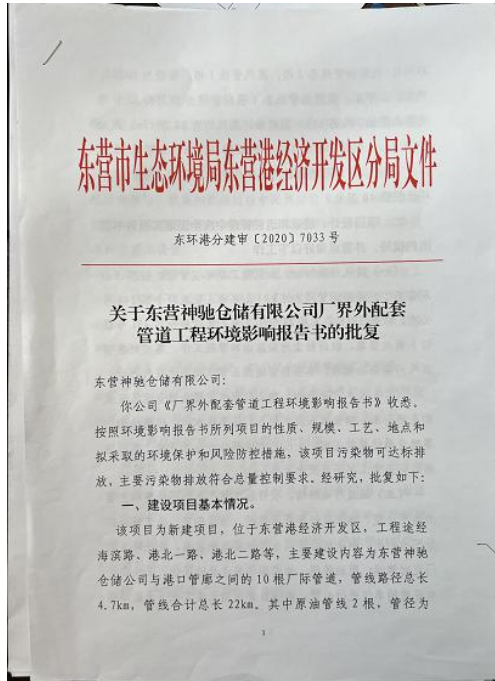 东营市生态环境局东营港经济开发区分局文件
东环港分建审〔2020〕7033号
关于东营神驰仓储有限公司厂界外配套
管道工程环境影响报告书的批复
东营神驰仓储有限公司:
你公司《厂界外配套管道工程环境影响报告书》收悉。
按照环境影响报告书所列项目的性质、规模、工艺、地点和
拟采取的环境保护和风险防控措施，该项目污染物可达标排
放，主要污染物排放符合总量控制要求。经研究，批复如下:
一、建设项目基本情况。
该项目为新建项目，位于东营港经济开发区，工程途经
海滨路、港北一路、港北二路等，主要建设内容为东营神驰
仓储公司与港口管廊之间的10根厂际管道，管线路径总长
4.7km，管线合计总长22km。其中原油管线2根，管径为
1